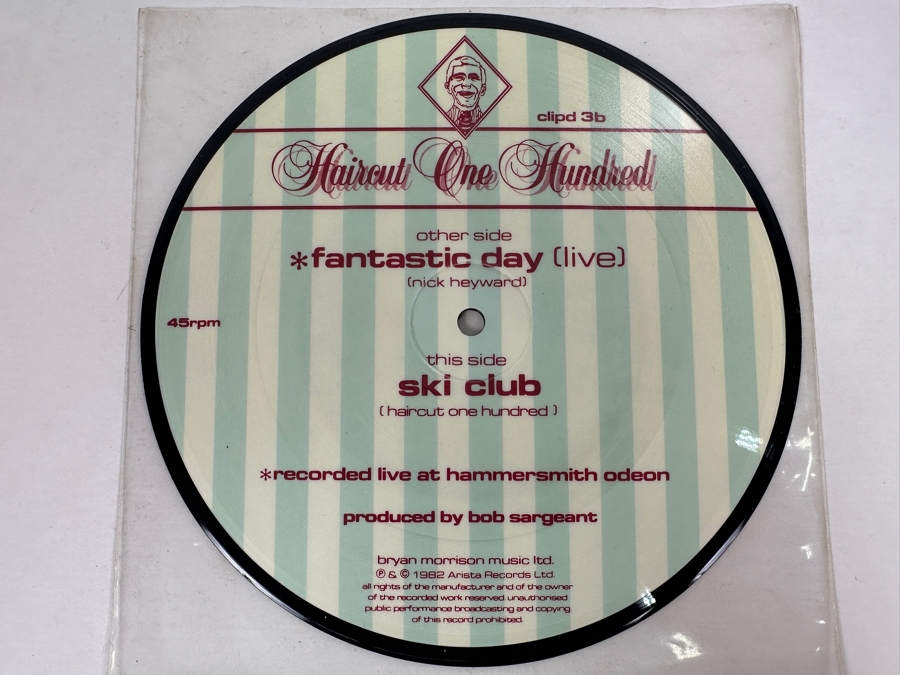 clipd 3b
Haircut One Hundred
other side
*fantastic day (live)
(nick heyward)
45rpm
this side
ski club
( haircut one hundred )
*recorded live at hammersmith odeon
produced by bob sargeant
bryan morrison music ltd.
℗ & © 1982 Arista Records Ltd.
all rights of the manufacturer and of the owner
of the recorded work reserved. unauthorised
public performance broadcasting and copying
of this record prohibited.